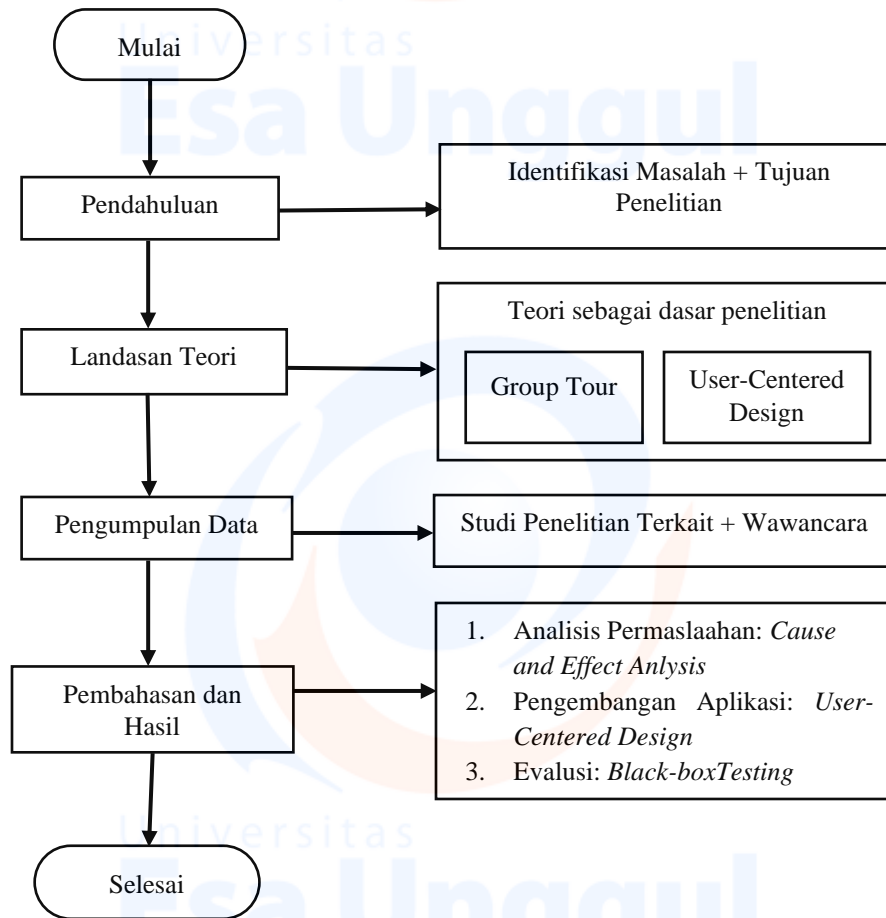 Mulai
Universitas
Esa Unggul
Pendahuluan
Identifikasi Masalah + Tujuan
Penelitian
Landasan Teori
Teori sebagai dasar penelitian
Group Tour
User-Centered
Design
Pengumpulan Data
Studi Penelitian Terkait + Wawancara
Pembahasan dan
Hasil
1. Analisis Permaslaahan: Cause
and Effect Anlysis
2. Pengembangan Aplikasi: User-
Centered Design
3. Evalusi: Black-boxTesting
Universitas
Selesai
Esa Unggul